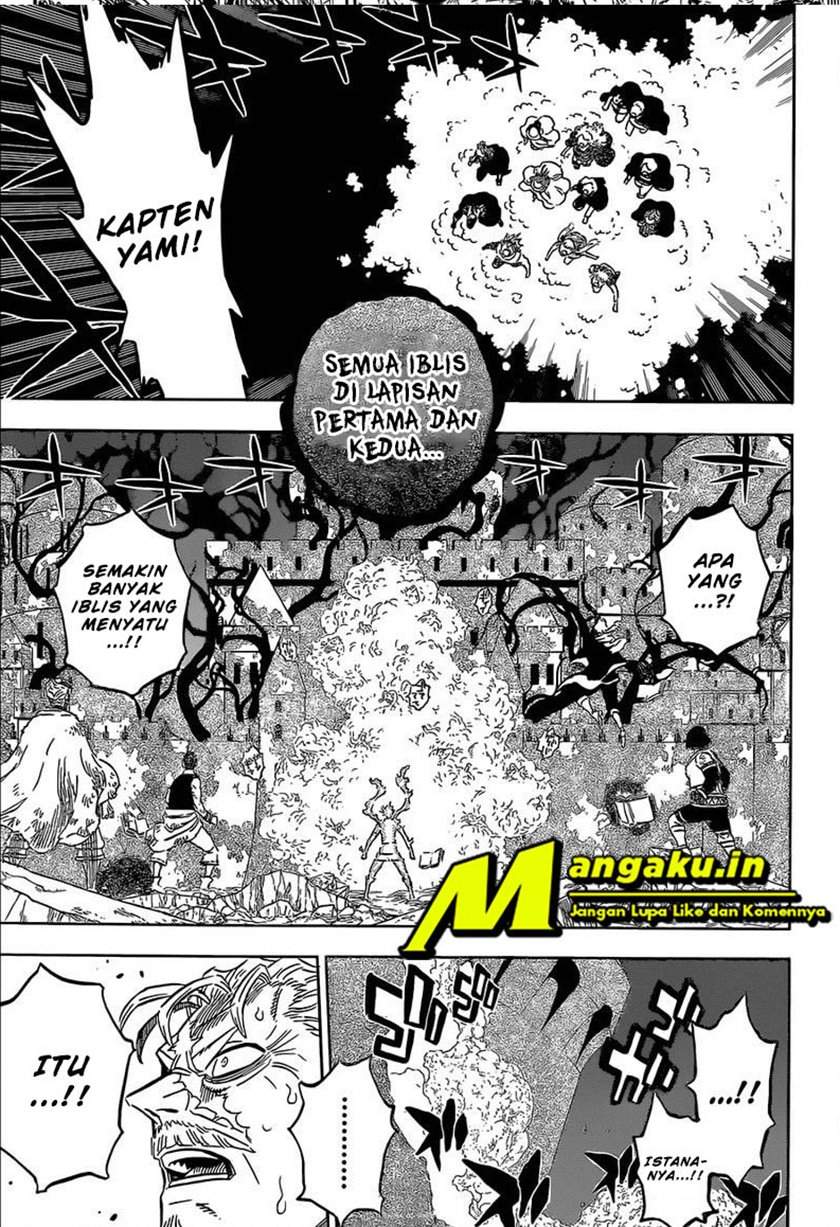 KAPTEN
YAMI!
SEMUA IBLIS
DI LAPISAN
PERTAMA DAN
KEDUA...
APA
YANG
...?!
SEMAKIN
BANYAK
IBLIS YANG
MENYATU
...!!
Mangaku.in
Jangan Lupa Like dan Komennya
...!!
ISTANA-
NYA...!!
.........
ITU
...!!